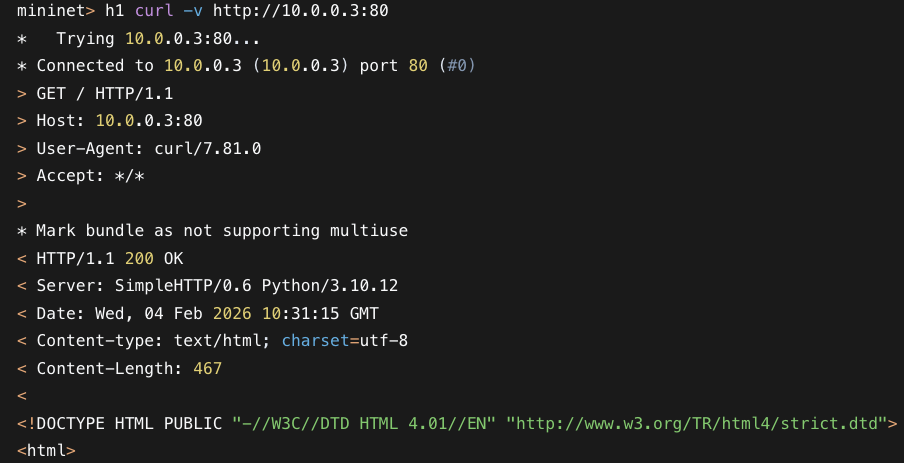 mininet> h1 curl -v http://10.0.0.3:80
*   Trying 10.0.0.3:80...
* Connected to 10.0.0.3 (10.0.0.3) port 80 (#0)
> GET / HTTP/1.1
> Host: 10.0.0.3:80
> User-Agent: curl/7.81.0
> Accept: */*
>
* Mark bundle as not supporting multiuse
< HTTP/1.1 200 OK
< Server: SimpleHTTP/0.6 Python/3.10.12
< Date: Wed, 04 Feb 2026 10:31:15 GMT
< Content-type: text/html; charset=utf-8
< Content-Length: 467
<
<!DOCTYPE HTML PUBLIC "-//W3C//DTD HTML 4.01//EN" "http://www.w3.org/TR/html4/strict.dtd">
<html>